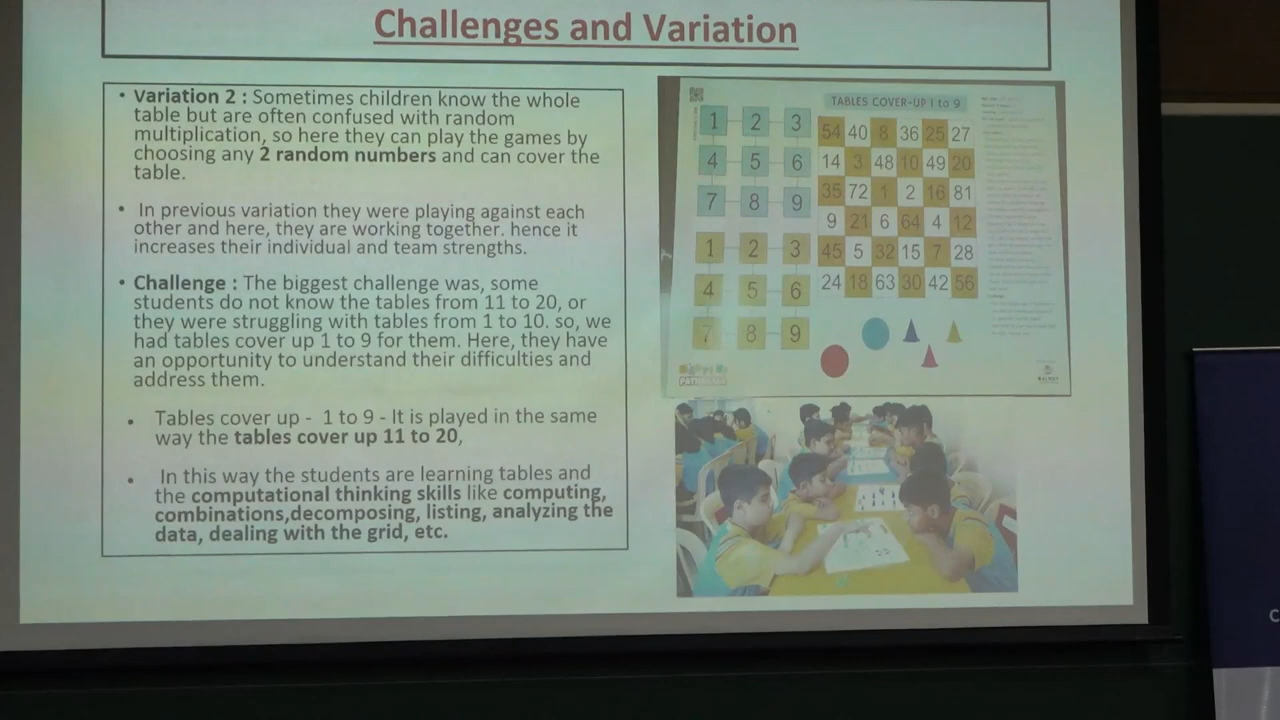 Challenges and Variation
• Variation 2 : Sometimes children know the whole
table but are often confused with random
multiplication, so here they can play the games by
choosing any 2 random numbers and can cover the
table.
• In previous variation they were playing against each
other and here, they are working together. hence it
increases their individual and team strengths.
• Challenge : The biggest challenge was, some
students do not know the tables from 11 to 20, or
they were struggling with tables from 1 to 10. so, we
had tables cover up 1 to 9 for them. Here, they have
an opportunity to understand their difficulties and
address them.
• Tables cover up - 1 to 9 - It is played in the same
way the tables cover up 11 to 20,
• In this way the students are learning tables and
the computational thinking skills like computing,
combinations,decomposing, listing, analyzing the
data, dealing with the grid, etc.
TABLES COVER-UP 1 to 9
1 2 3
4 5 6
7 8 9
1 2 3
4 5 6
7 8 9
54 40 8 36 25 27
14 3 48 10 49 20
35 72 1 2 16 81
9 21 6 64 4 12
45 5 32 15 7 28
24 18 63 30 42 56